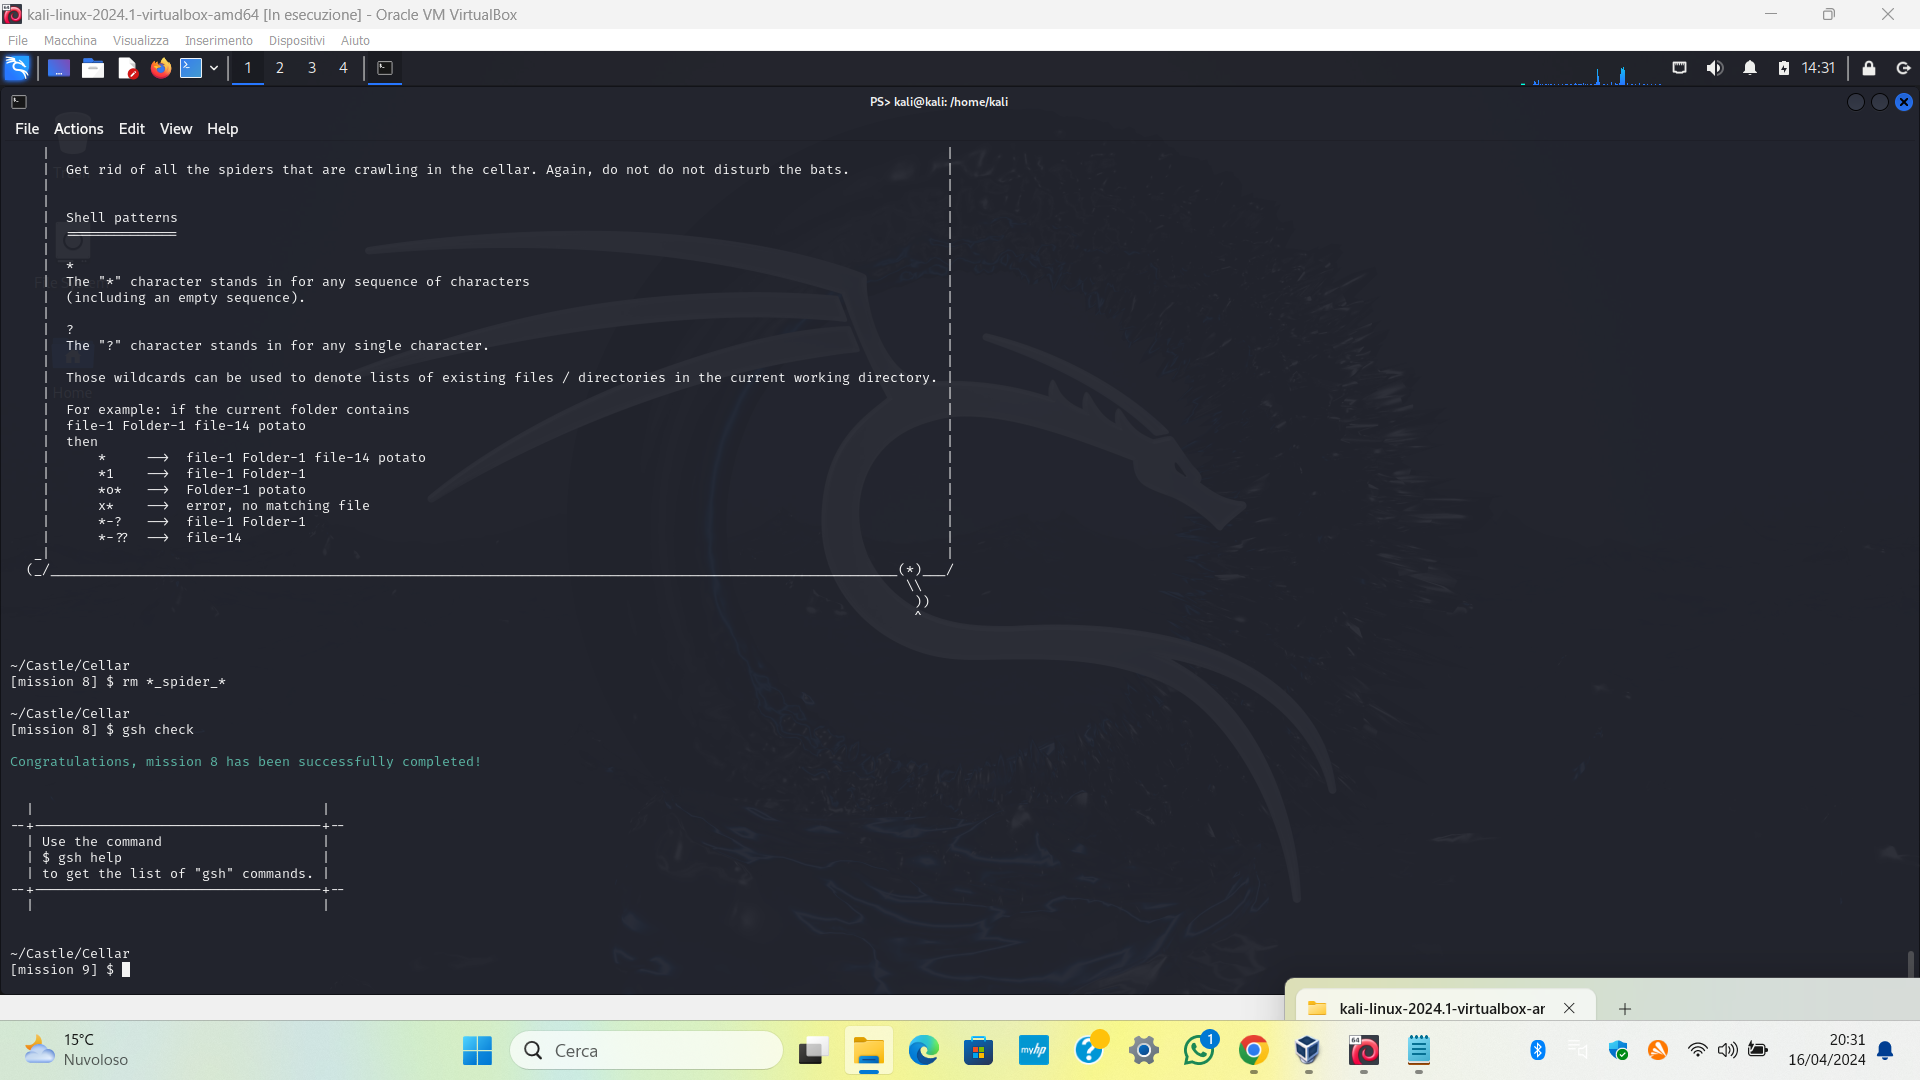 kali-linux-2024.1-virtualbox-amd64 [In esecuzione] - Oracle VM VirtualBox
File Macchina Visualizza Inserimento Dispositivi Aiuto
1 2 3 4 14:31
PS> kali@kali: /home/kali
File Actions Edit View Help
Get rid of all the spiders that are crawling in the cellar. Again, do not do not disturb the bats.
Shell patterns
==============
*
The "*" character stands in for any sequence of characters
(including an empty sequence).
?
The "?" character stands in for any single character.
Those wildcards can be used to denote lists of existing files / directories in the current working directory.
Home
For example: if the current folder contains
file-1 Folder-1 file-14 potato
then
* --> file-1 Folder-1 file-14 potato
*1 --> file-1 Folder-1
*o* --> Folder-1 potato
x* --> error, no matching file
*-? --> file-1 Folder-1
*-?? --> file-14
~/Castle/Cellar
[mission 8] $ rm *_spider_*
~/Castle/Cellar
[mission 8] $ gsh check
Congratulations, mission 8 has been successfully completed!
Use the command
$ gsh help
to get the list of "gsh" commands.
~/Castle/Cellar
[mission 9] $
kali-linux-2024.1-virtualbox-ar
15°C
Nuvoloso
Cerca
myhp
1
64
20:31
16/04/2024